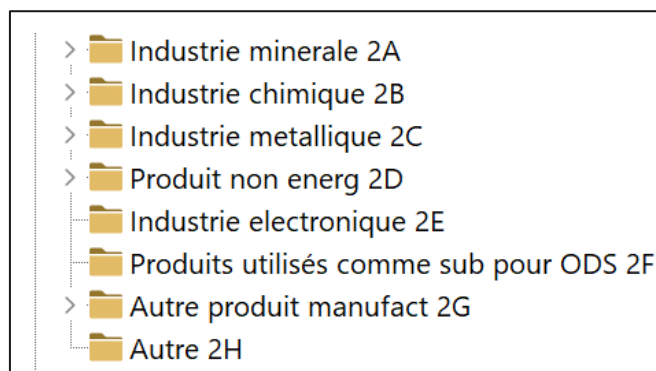 Industrie minerale 2A
Industrie chimique 2B
Industrie metallique 2C
Produit non energ 2D
Industrie electronique 2E
Produits utilisés comme sub pour ODS 2F
Autre produit manufact 2G
Autre 2H